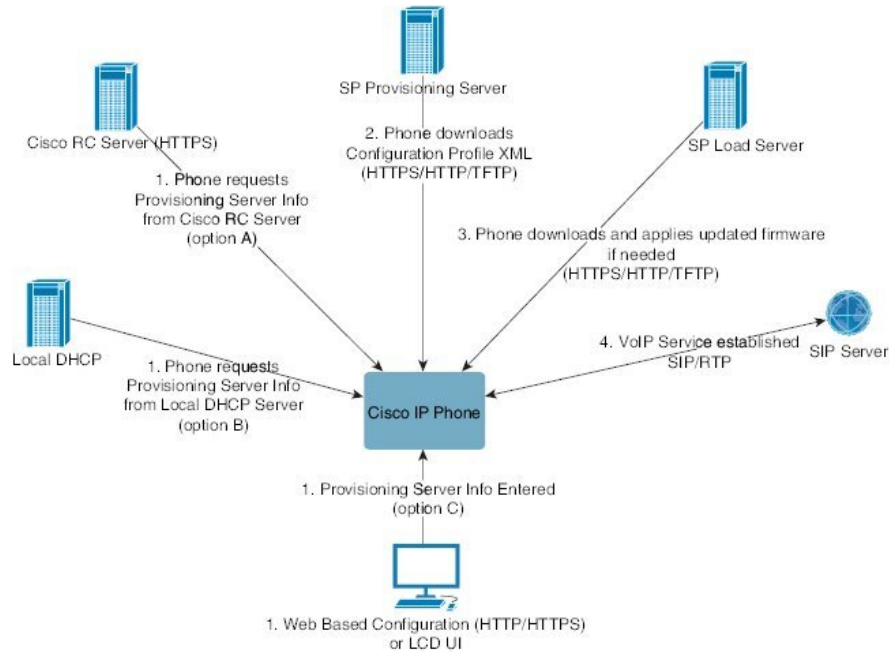 SP Provisioning Server
Cisco RC Server (HTTPS)
SP Load Server
2. Phone downloads
Configuration Profile XML
(HTTPS/HTTP/TFTP)
1. Phone requests
Provisioning Server Info
from Cisco RC Server
(option A)
3. Phone downloads and applies updated firmware
if needed
(HTTPS/HTTP/TFTP)
Local DHCP
1. Phone requests
Provisioning Server Info
from Local DHCP Server
(option B)
4. VoIP Service established
SIP/RTP
SIP Server
Cisco IP Phone
1. Provisioning Server Info Entered
(option C)
1. Web Based Configuration (HTTP/HTTPS)
or LCD UI